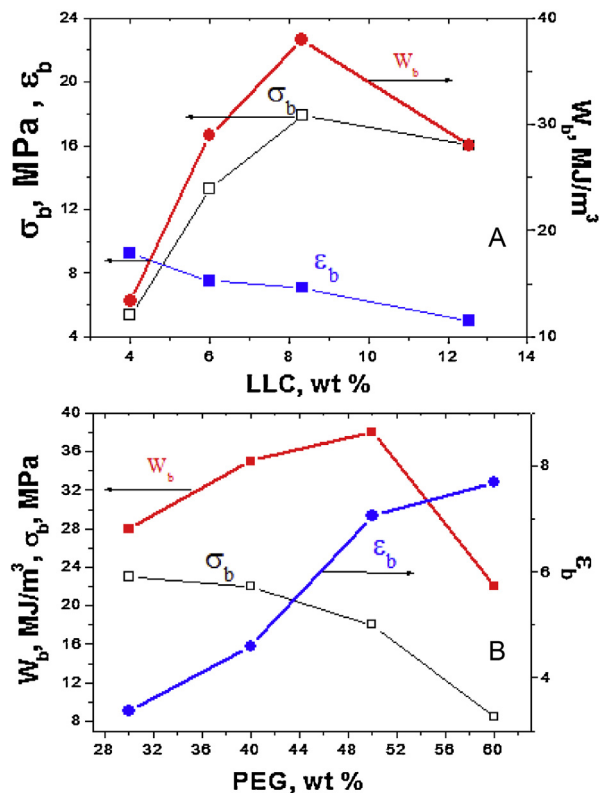 24
20
16
12
8
4
σb, MPa , εb
40
30
20
10
Wb, MJ/m³
Wb
σb
A
εb
4 6 8 10 12 14
LLC, wt %
40
36
32
28
24
20
16
12
8
Wb, MJ/m³, σb, MPa
8
6
4
εb
Wb
σb
εb
B
28 32 36 40 44 48 52 56 60
PEG, wt %